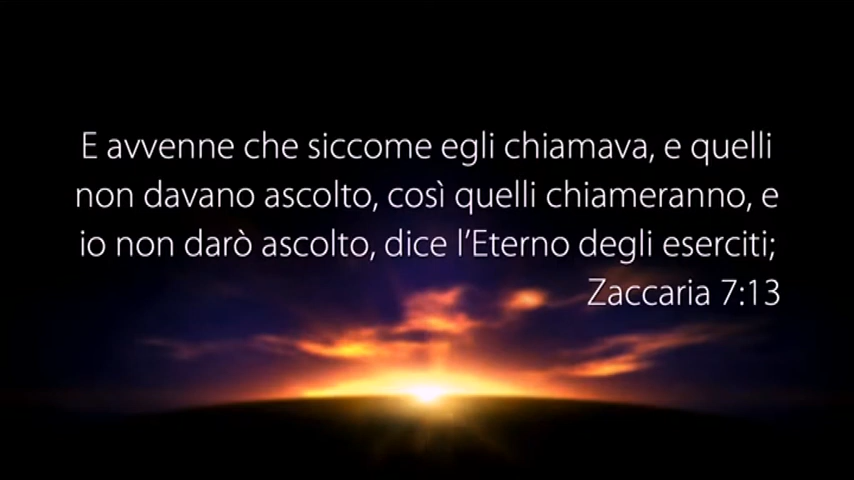 E avvenne che siccome egli chiamava, e quelli
non davano ascolto, così quelli chiameranno, e
io non darò ascolto, dice l’Eterno degli eserciti;
Zaccaria 7:13